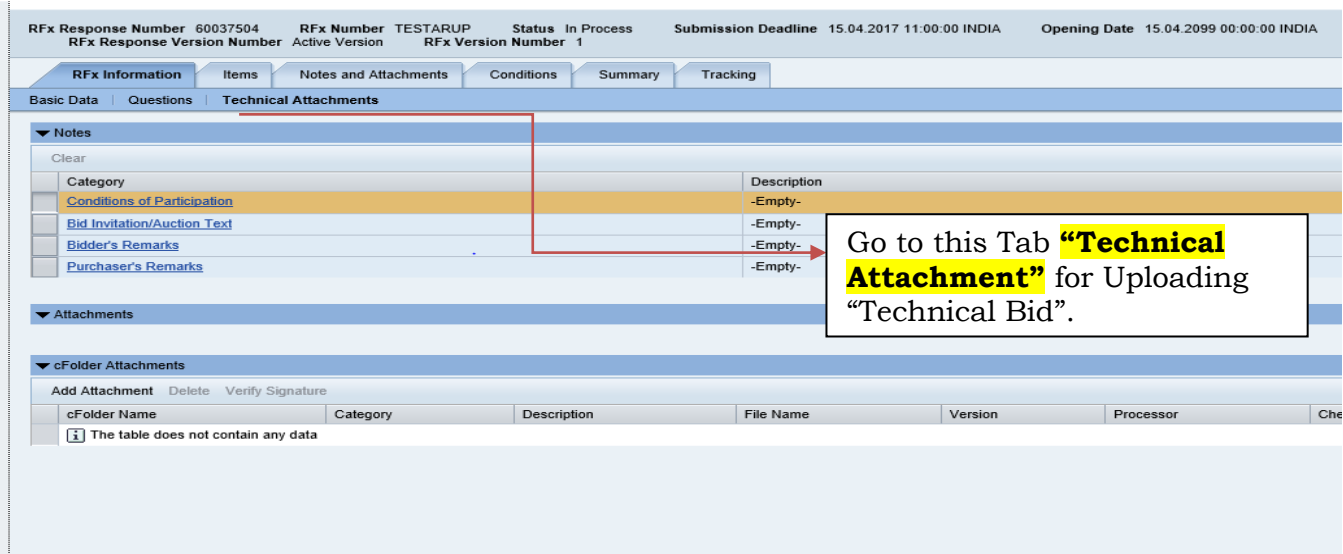 RFx Response Number 60037504 RFx Number TESTARUP Status In Process Submission Deadline 15.04.2017 11:00:00 INDIA Opening Date 15.04.2099 00:00:00 INDIA
RFx Response Version Number Active Version RFx Version Number 1
RFx Information Items Notes and Attachments Conditions Summary Tracking
Basic Data Questions Technical Attachments
Notes
Clear
Category Description
Conditions of Participation -Empty-
Bid Invitation/Auction Text -Empty-
Bidder's Remarks -Empty-
Purchaser's Remarks -Empty-
Go to this Tab “Technical
Attachment” for Uploading
“Technical Bid”.
Attachments
cFolder Attachments
Add Attachment Delete Verify Signature
cFolder Name Category Description File Name Version Processor Che
The table does not contain any data